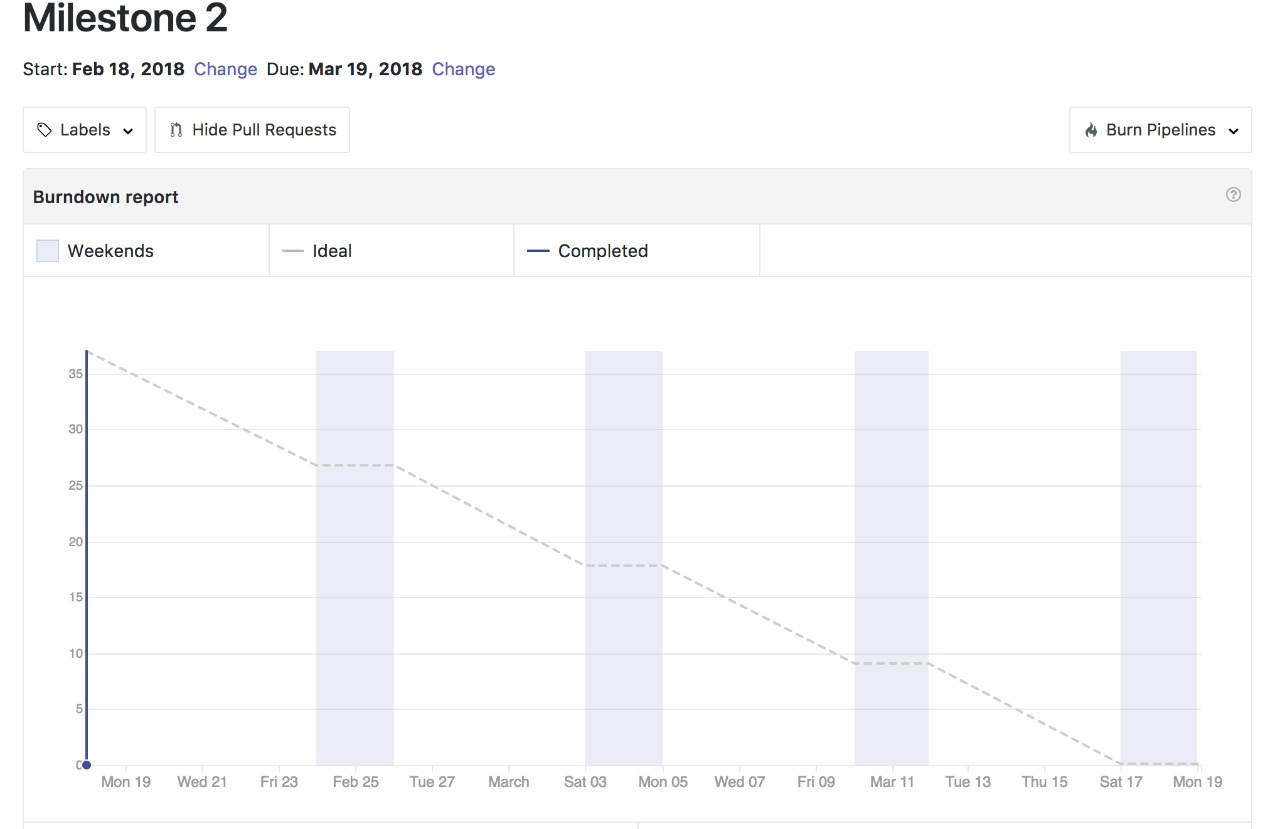 Milestone 2
Start: Feb 18, 2018 Change Due: Mar 19, 2018 Change
Labels Hide Pull Requests Burn Pipelines
Burndown report ?
Weekends Ideal Completed
35
30
25
20
15
10
5
0
Mon 19 Wed 21 Fri 23 Feb 25 Tue 27 March Sat 03 Mon 05 Wed 07 Fri 09 Mar 11 Tue 13 Thu 15 Sat 17 Mon 19